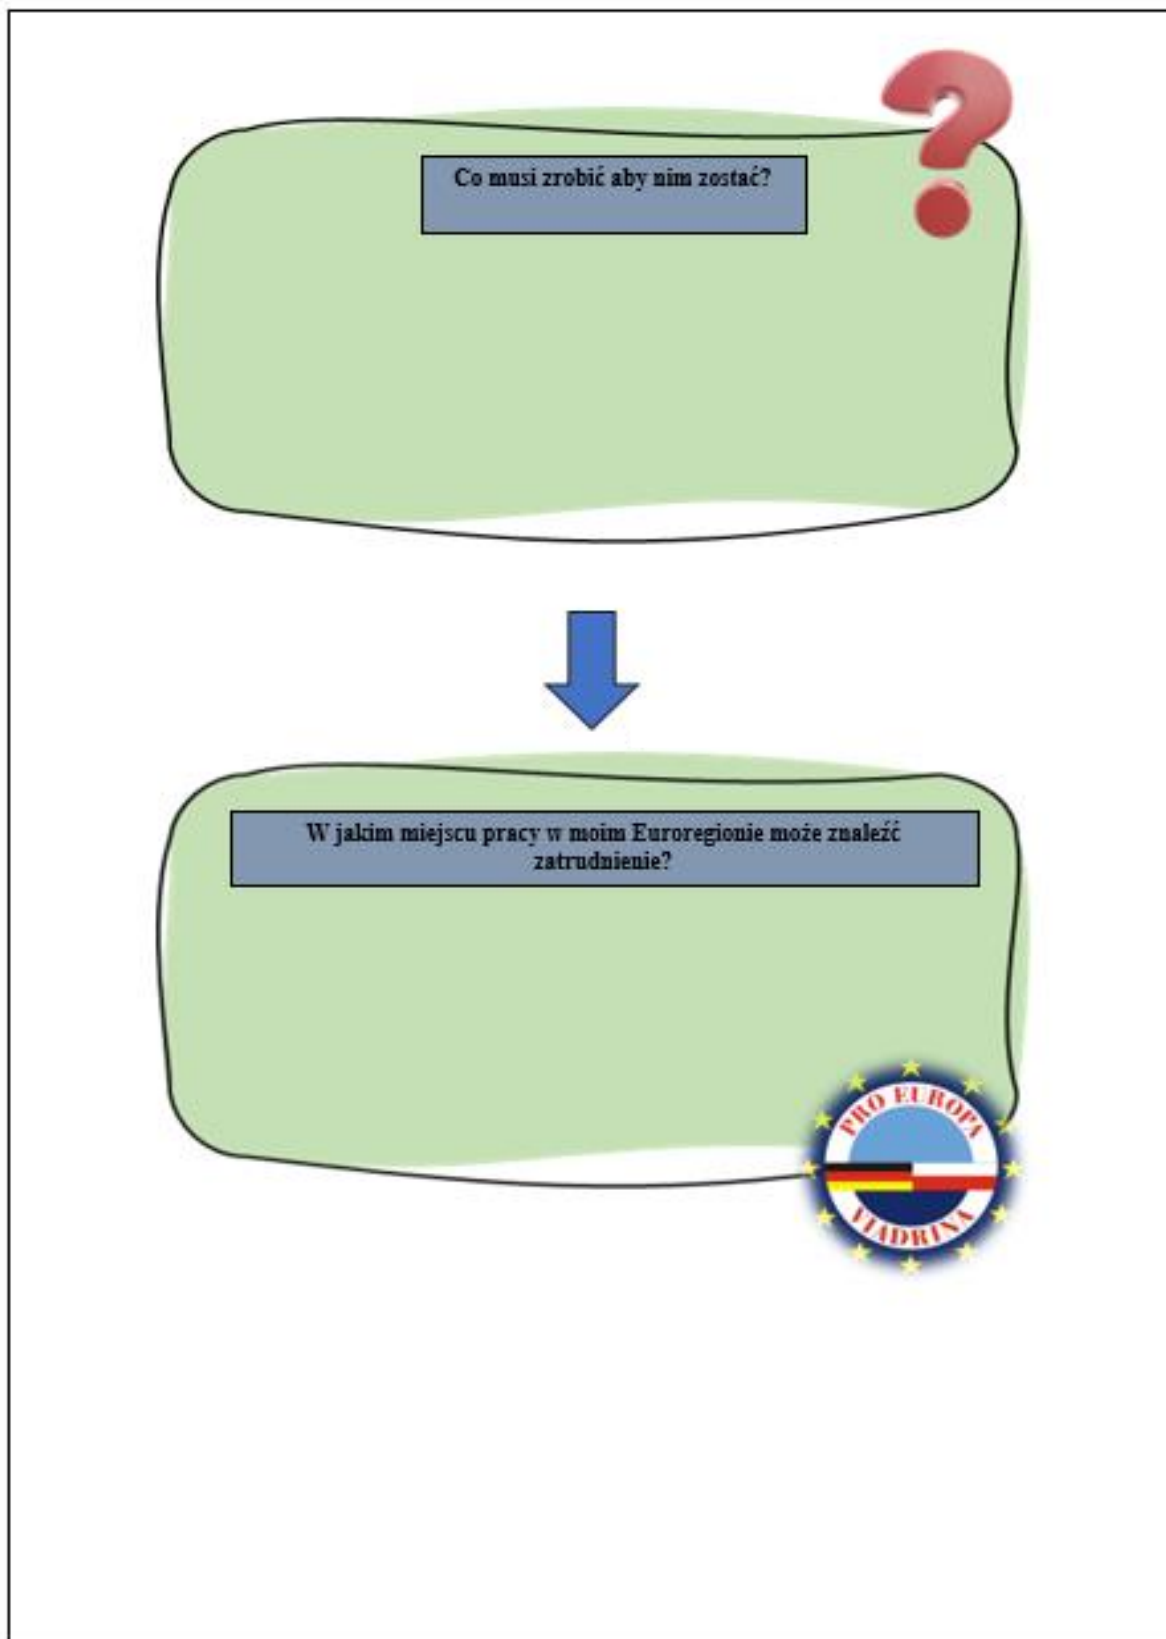 Co musi zrobić aby nim zostać?
W jakim miejscu pracy w moim Euroregionie może znaleźć
zatrudnienie?
PRO EUROPA
VIADRINA